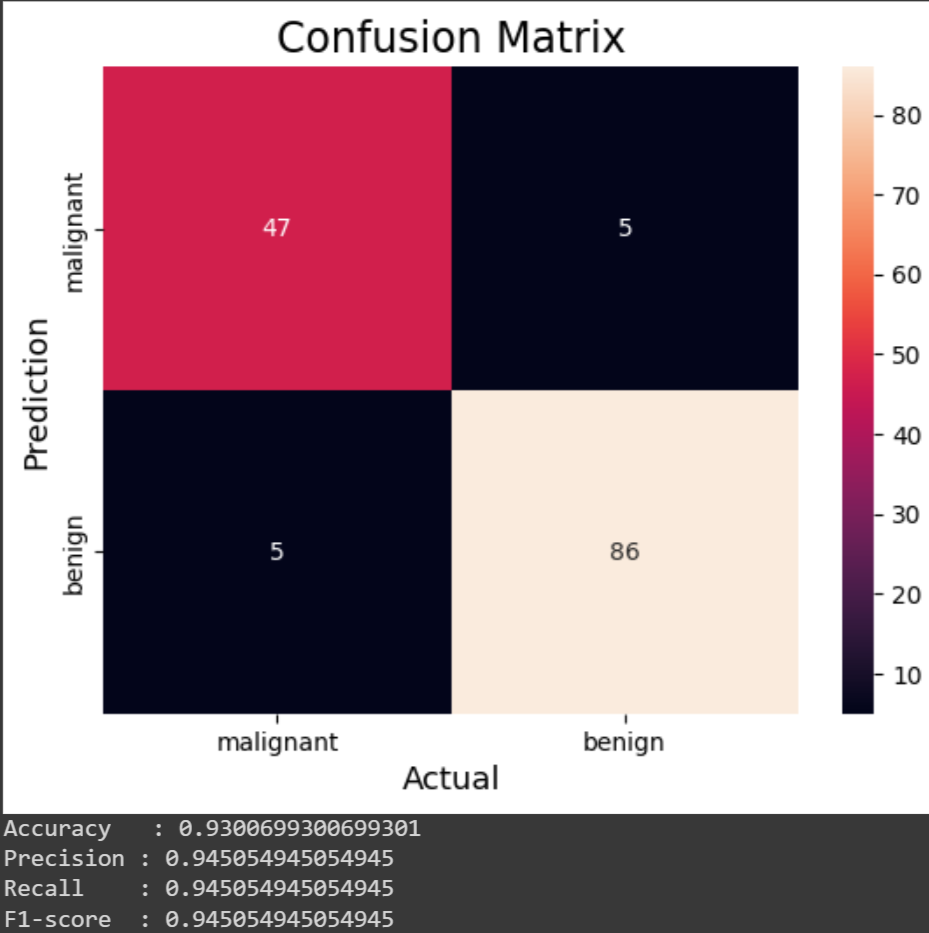 Confusion Matrix
malignant
benign
Prediction
47
5
5
86
malignant
benign
Actual
80
70
60
50
40
30
20
10
Accuracy   : 0.9300699300699301
Precision : 0.945054945054945
Recall    : 0.945054945054945
F1-score  : 0.945054945054945